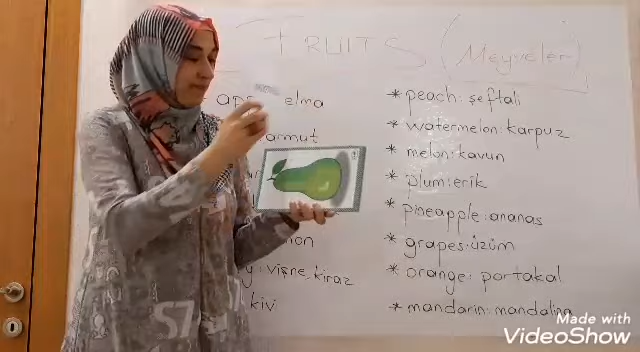 FRUITS (Meyveler)
elma
armut
vişne, kiraz
kivi
* peach: şeftali
* watermelon: karpuz
* melon: kavun
* plum: erik
* pineapple: ananas
* grapes: üzüm
* orange: portakal
* mandarin: mandalina
Made with
VideoShow